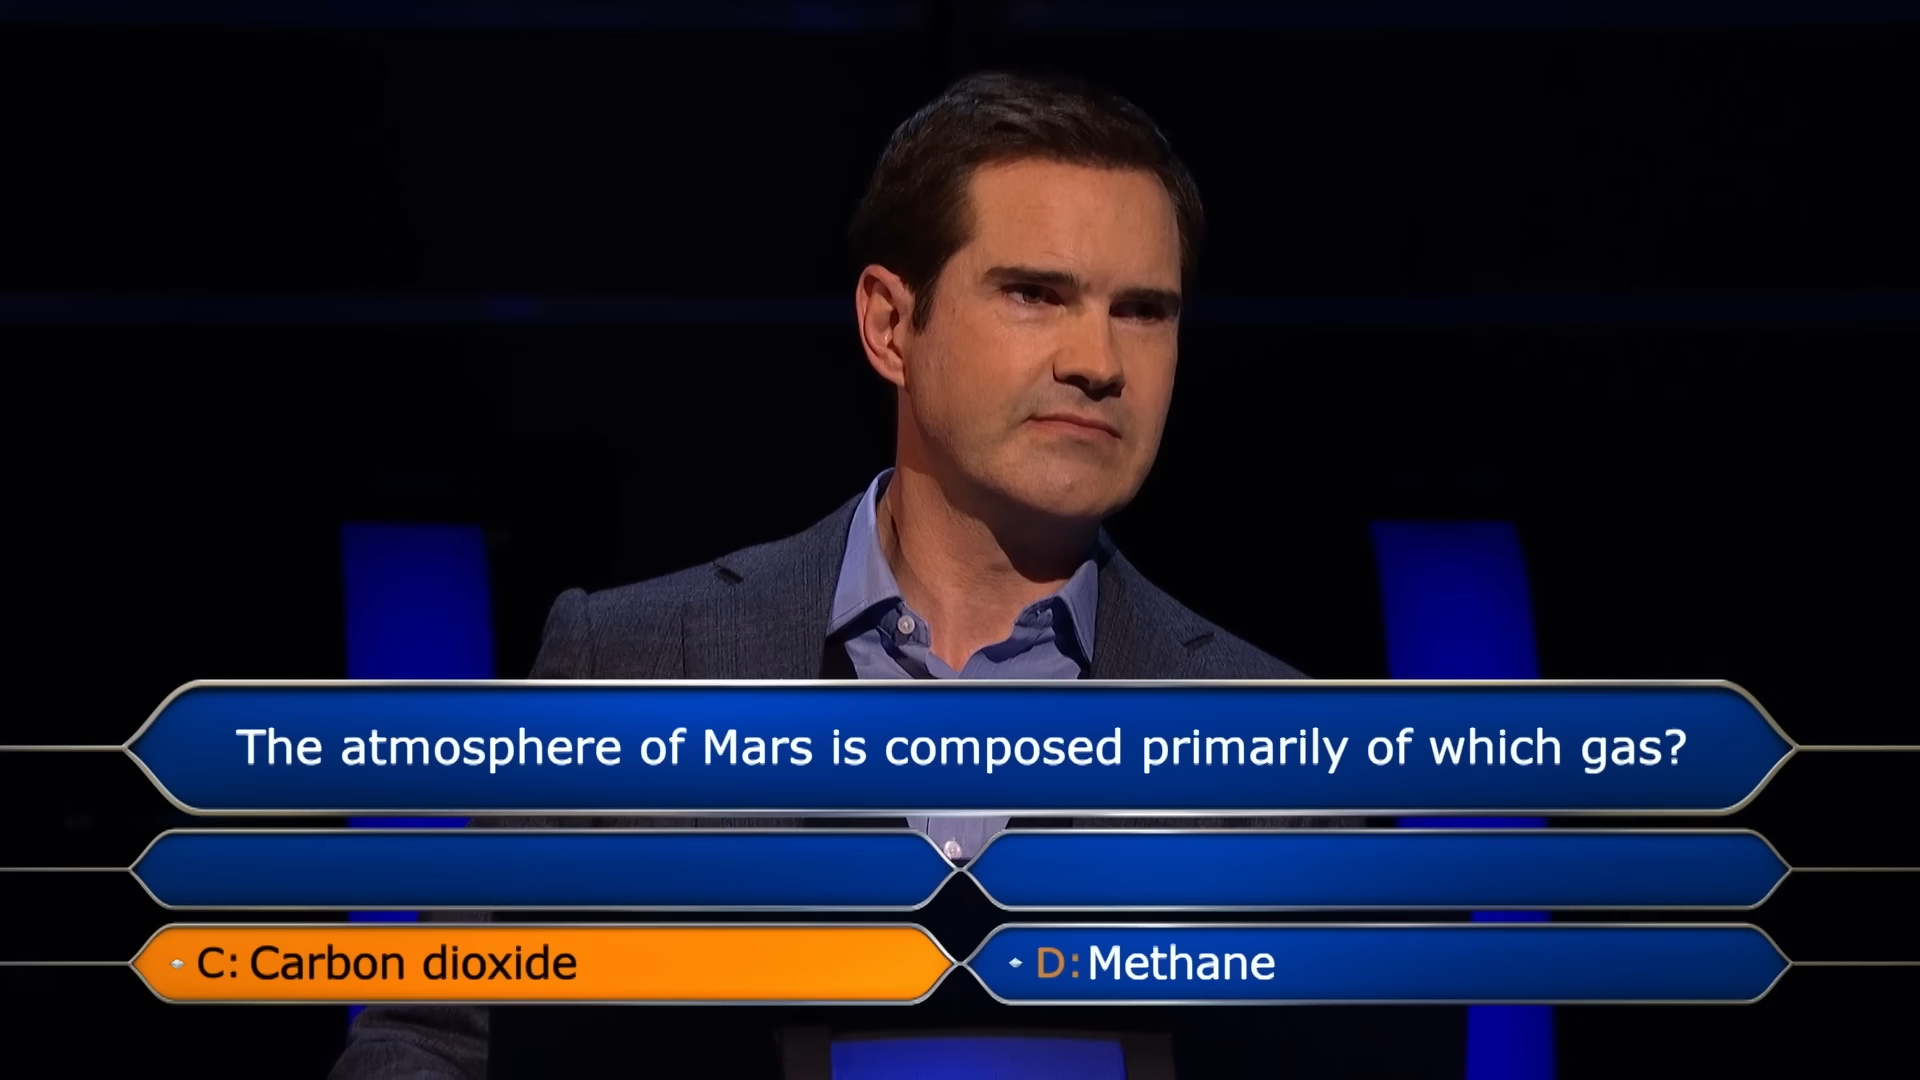 The atmosphere of Mars is composed primarily of which gas?
C: Carbon dioxide
D: Methane